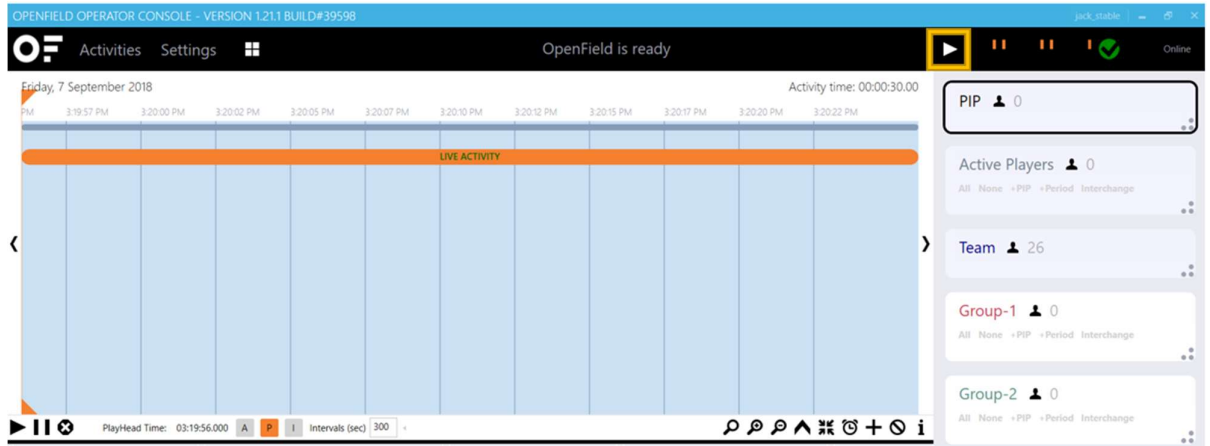 OPENFIELD OPERATOR CONSOLE - VERSION 1.21.1 BUILD#39598
jack_stable
OF Activities Settings OpenField is ready Online
Friday, 7 September 2018 Activity time: 00:00:30.00
PM 3:19:57 PM 3:20:00 PM 3:20:02 PM 3:20:05 PM 3:20:07 PM 3:20:10 PM 3:20:12 PM 3:20:15 PM 3:20:17 PM 3:20:20 PM 3:20:22 PM
LIVE ACTIVITY
PlayHead Time: 03:19:56.000 A P I Intervals (sec) 300
PIP 0
Active Players 0
All None +PIP +Period Interchange
Team 26
Group-1 0
All None +PIP +Period Interchange
Group-2 0
All None +PIP +Period Interchange